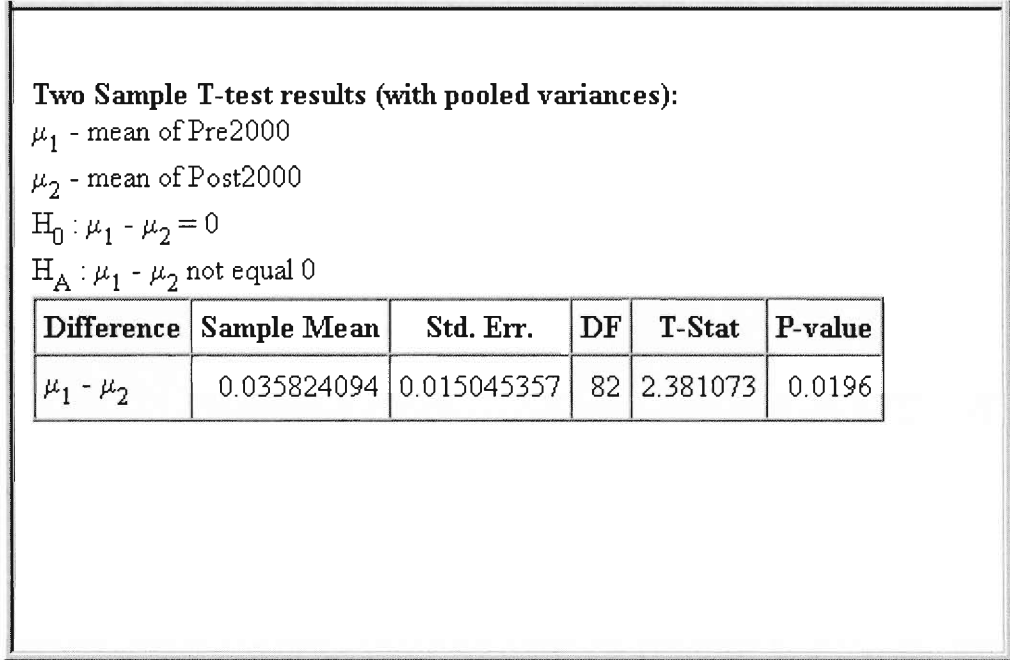 Two Sample T-test results (with pooled variances):
μ₁ - mean of Pre2000
μ₂ - mean of Post2000
H₀ : μ₁ - μ₂ = 0
H_A : μ₁ - μ₂ not equal 0
Difference Sample Mean Std. Err. DF T-Stat P-value
μ₁ - μ₂ 0.035824094 0.015045357 82 2.381073 0.0196